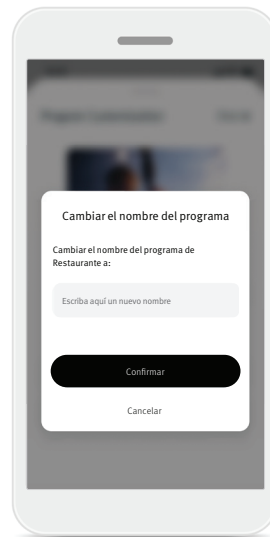 Cambiar el nombre del programa
Cambiar el nombre del programa de
Restaurante a:
Escriba aquí un nuevo nombre
Confirmar
Cancelar